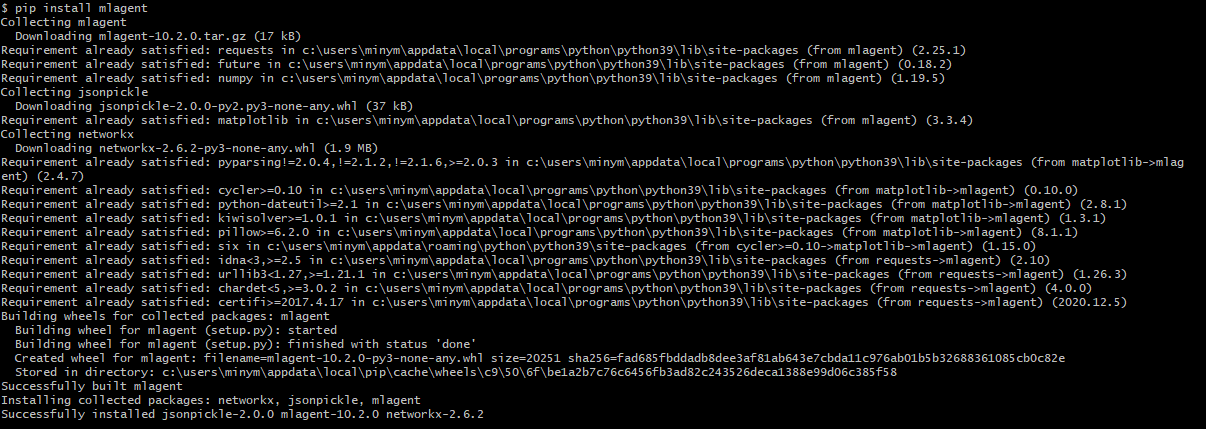 $ pip install mlagent
Collecting mlagent
  Downloading mlagent-10.2.0.tar.gz (17 kB)
Requirement already satisfied: requests in c:\users\minym\appdata\local\programs\python\python39\lib\site-packages (from mlagent) (2.25.1)
Requirement already satisfied: future in c:\users\minym\appdata\local\programs\python\python39\lib\site-packages (from mlagent) (0.18.2)
Requirement already satisfied: numpy in c:\users\minym\appdata\local\programs\python\python39\lib\site-packages (from mlagent) (1.19.5)
Collecting jsonpickle
  Downloading jsonpickle-2.0.0-py2.py3-none-any.whl (37 kB)
Requirement already satisfied: matplotlib in c:\users\minym\appdata\local\programs\python\python39\lib\site-packages (from mlagent) (3.3.4)
Collecting networkx
  Downloading networkx-2.6.2-py3-none-any.whl (1.9 MB)
Requirement already satisfied: pyparsing!=2.0.4,!=2.1.2,!=2.1.6,>=2.0.3 in c:\users\minym\appdata\local\programs\python\python39\lib\site-packages (from matplotlib->mlag
ent) (2.4.7)
Requirement already satisfied: cycler>=0.10 in c:\users\minym\appdata\local\programs\python\python39\lib\site-packages (from matplotlib->mlagent) (0.10.0)
Requirement already satisfied: python-dateutil>=2.1 in c:\users\minym\appdata\local\programs\python\python39\lib\site-packages (from matplotlib->mlagent) (2.8.1)
Requirement already satisfied: kiwisolver>=1.0.1 in c:\users\minym\appdata\local\programs\python\python39\lib\site-packages (from matplotlib->mlagent) (1.3.1)
Requirement already satisfied: pillow>=6.2.0 in c:\users\minym\appdata\local\programs\python\python39\lib\site-packages (from matplotlib->mlagent) (8.1.1)
Requirement already satisfied: six in c:\users\minym\appdata\roaming\python\python39\site-packages (from cycler>=0.10->matplotlib->mlagent) (1.15.0)
Requirement already satisfied: idna<3,>=2.5 in c:\users\minym\appdata\local\programs\python\python39\lib\site-packages (from requests->mlagent) (2.10)
Requirement already satisfied: urllib3<1.27,>=1.21.1 in c:\users\minym\appdata\local\programs\python\python39\lib\site-packages (from requests->mlagent) (1.26.3)
Requirement already satisfied: chardet<5,>=3.0.2 in c:\users\minym\appdata\local\programs\python\python39\lib\site-packages (from requests->mlagent) (4.0.0)
Requirement already satisfied: certifi>=2017.4.17 in c:\users\minym\appdata\local\programs\python\python39\lib\site-packages (from requests->mlagent) (2020.12.5)
Building wheels for collected packages: mlagent
  Building wheel for mlagent (setup.py): started
  Building wheel for mlagent (setup.py): finished with status 'done'
  Created wheel for mlagent: filename=mlagent-10.2.0-py3-none-any.whl size=20251 sha256=fad685fbddadb8dee3af81ab643e7cbda11c976ab01b5b32688361085cb0c82e
  Stored in directory: c:\users\minym\appdata\local\pip\cache\wheels\c9\50\6f\be1a2b7c76c6456fb3ad82c243526deca1388e99d06c385f58
Successfully built mlagent
Installing collected packages: networkx, jsonpickle, mlagent
Successfully installed jsonpickle-2.0.0 mlagent-10.2.0 networkx-2.6.2